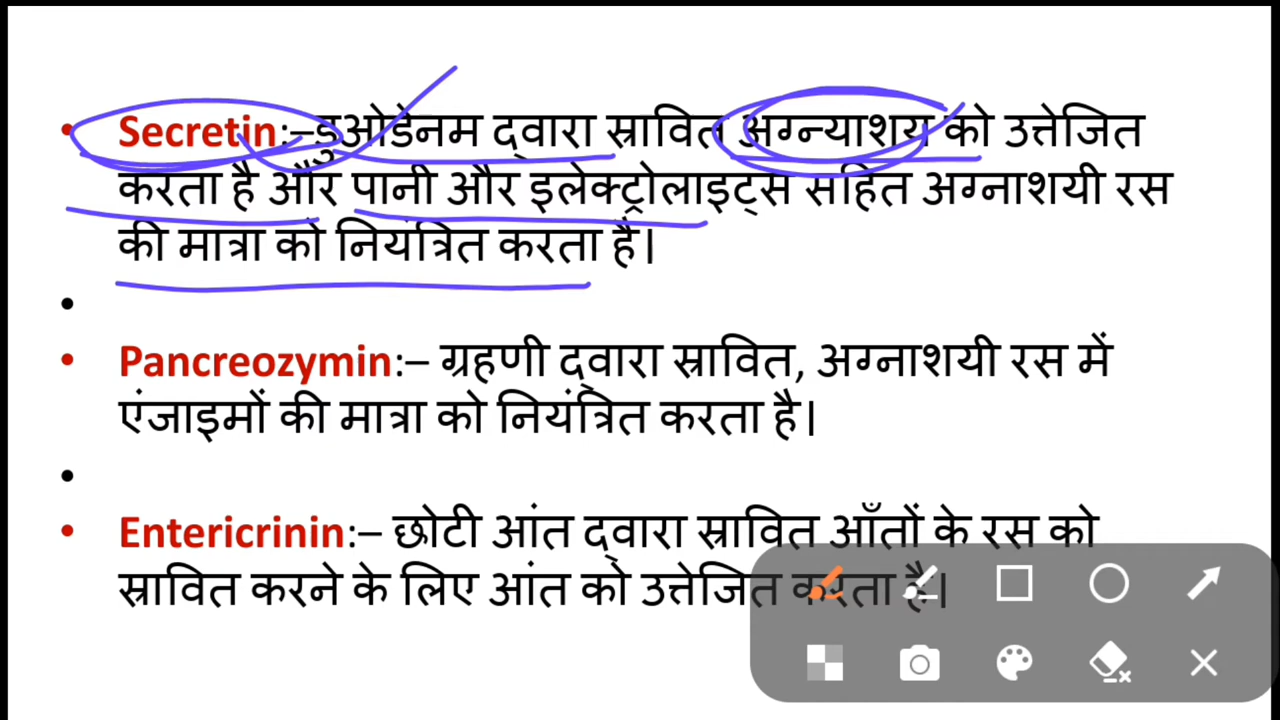 • Secretin:–डुओडेनम द्वारा स्रावित अग्न्याशय को उत्तेजित
करता है और पानी और इलेक्ट्रोलाइट्स सहित अग्नाशयी रस
की मात्रा को नियंत्रित करता है।
•
• Pancreozymin:– ग्रहणी द्वारा स्रावित, अग्नाशयी रस में
एंजाइमों की मात्रा को नियंत्रित करता है।
•
• Entericrinin:– छोटी आंत द्वारा स्रावित आँतों के रस को
स्रावित करने के लिए आंत को उत्तेजित करता है।